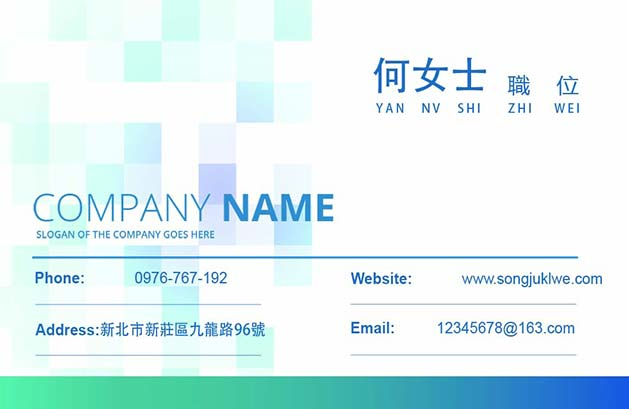 何女士 職 位
YAN NV SHI ZHI WEI
COMPANY NAME
SLOGAN OF THE COMPANY GOES HERE
Phone: 0976-767-192
Website: www.songjuklwe.com
Address:新北市新莊區九龍路96號
Email: 12345678@163.com